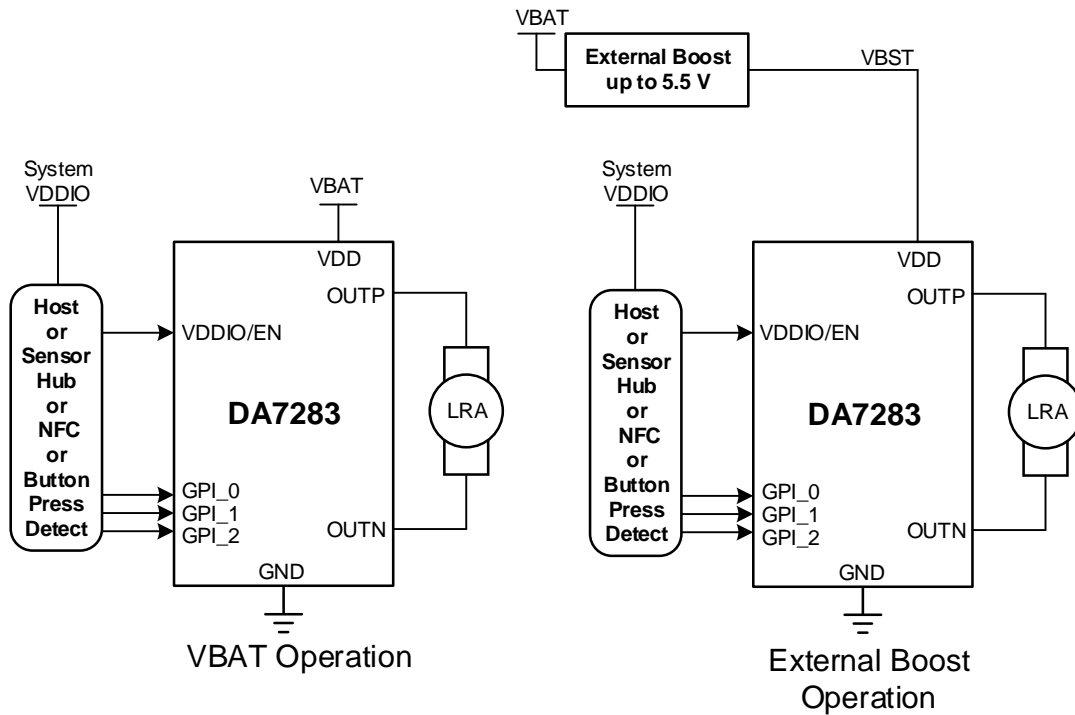 System
VDDIO
VBAT
VDD
OUTP
Host
or
Sensor
Hub
or
NFC
or
Button
Press
Detect
VDDIO/EN
DA7283
LRA
GPI_0
GPI_1
GPI_2
OUTN
GND
VBAT Operation
VBAT
External Boost
up to 5.5 V
VBST
System
VDDIO
VDD
OUTP
Host
or
Sensor
Hub
or
NFC
or
Button
Press
Detect
VDDIO/EN
DA7283
LRA
GPI_0
GPI_1
GPI_2
OUTN
GND
External Boost
Operation